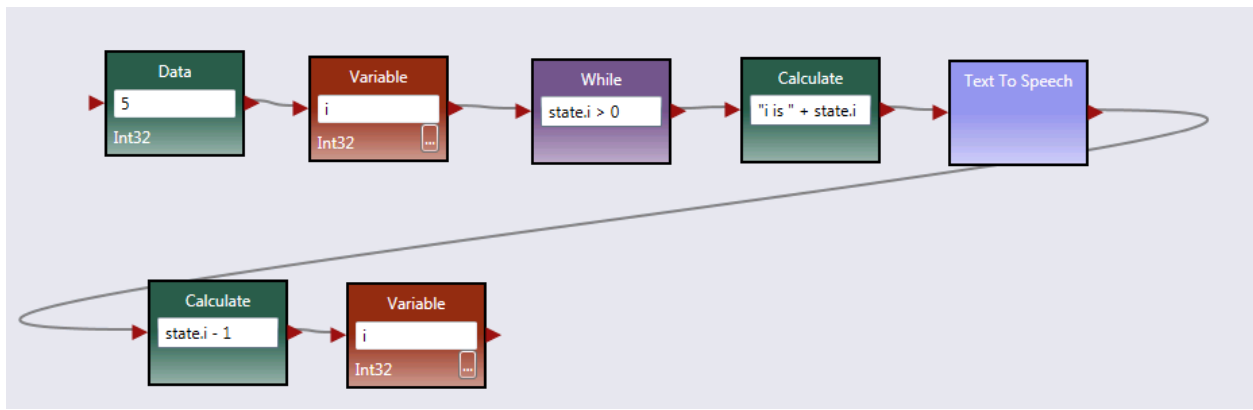 Data
5
Int32
Variable
i
Int32
...
While
state.i > 0
Calculate
"i is " + state.i
Text To Speech
Calculate
state.i - 1
Variable
i
Int32
...